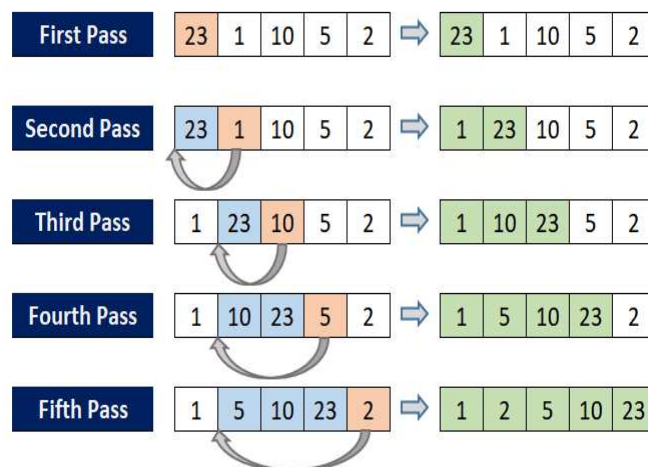 First Pass 23 1 10 5 2 23 1 10 5 2
Second Pass 23 1 10 5 2 1 23 10 5 2
Third Pass 1 23 10 5 2 1 10 23 5 2
Fourth Pass 1 10 23 5 2 1 5 10 23 2
Fifth Pass 1 5 10 23 2 1 2 5 10 23